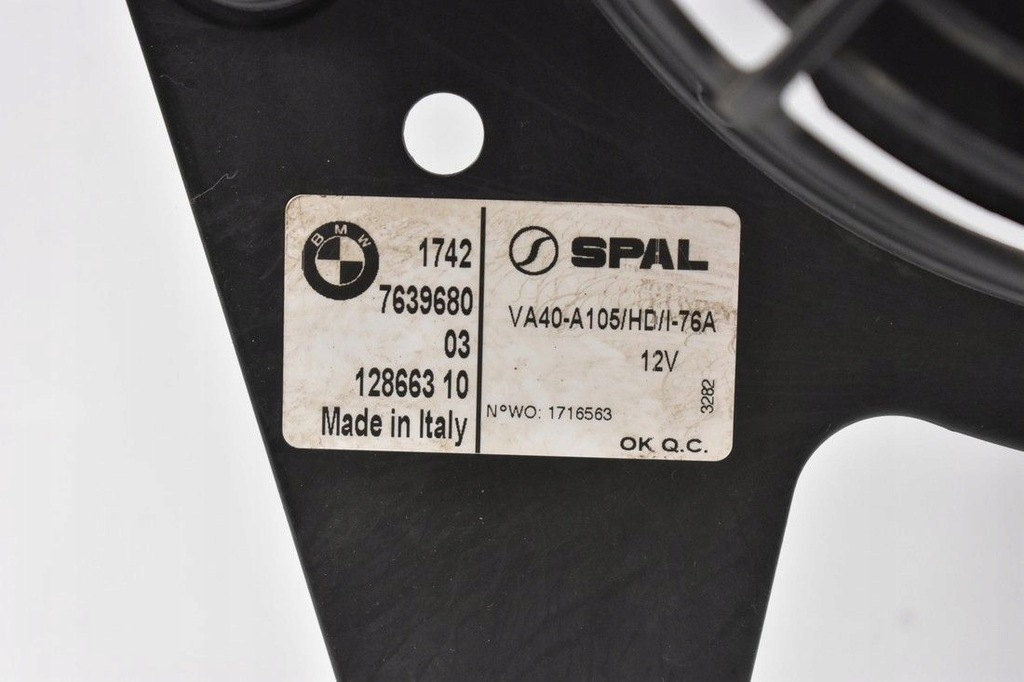 BMW
1742
7639680
03
128663 10
Made in Italy
S SPAL
VA40-A105/HD/I-76A
12V
3282
N°WO: 1716563
OK Q.C.